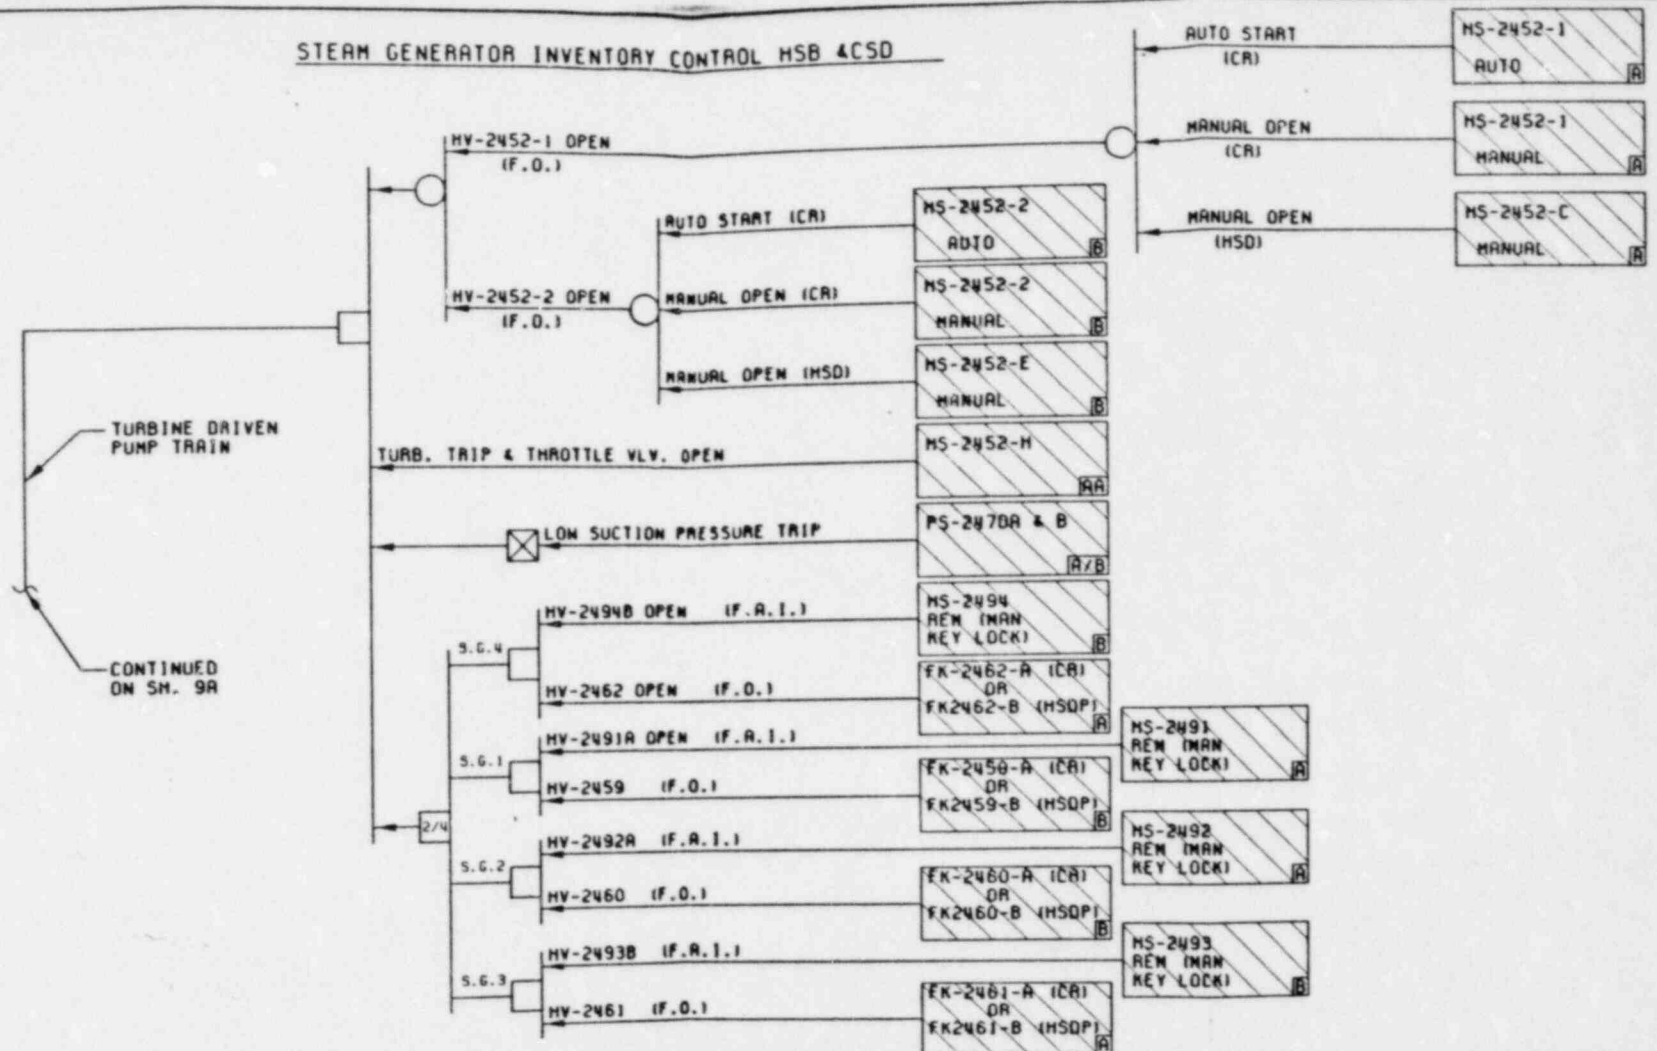 STEAM GENERATOR INVENTORY CONTROL HSB &CSD
AUTO START
(CR)
HS-2452-1
AUTO
A
MANUAL OPEN
(CR)
HS-2452-1
MANUAL
A
MANUAL OPEN
(HSD)
HS-2452-C
MANUAL
A
HV-2452-1 OPEN
(F.O.)
AUTO START (CR)
HS-2452-2
AUTO
B
HV-2452-2 OPEN
(F.O.)
MANUAL OPEN (CR)
HS-2452-2
MANUAL
B
MANUAL OPEN (HSD)
HS-2452-E
MANUAL
B
TURBINE DRIVEN
PUMP TRAIN
TURB. TRIP & THROTTLE VLV. OPEN
HS-2452-H
AA
LOW SUCTION PRESSURE TRIP
PS-2470A & B
A/B
CONTINUED
ON SH. 9A
2/4
S.G.4
HV-2494B OPEN (F.A.I.)
HS-2494
REM (MAN
KEY LOCK)
B
HV-2462 OPEN (F.O.)
FK-2462-A (CR)
OR
FK2462-B (HSDP)
A
S.G.1
HV-2491A OPEN (F.A.I.)
HS-2491
REM (MAN
KEY LOCK)
A
HV-2459 (F.O.)
FK-2450-A (CR)
OR
FK2459-B (HSDP)
B
S.G.2
HV-2492A (F.A.I.)
HS-2492
REM (MAN
KEY LOCK)
A
HV-2460 (F.O.)
FK-2460-A (CR)
OR
FK2460-B (HSDP)
B
S.G.3
HV-2493B (F.A.I.)
HS-2493
REM (MAN
KEY LOCK)
B
HV-2461 (F.O.)
FK-2461-A (CR)
OR
FK2461-B (HSDP)
A